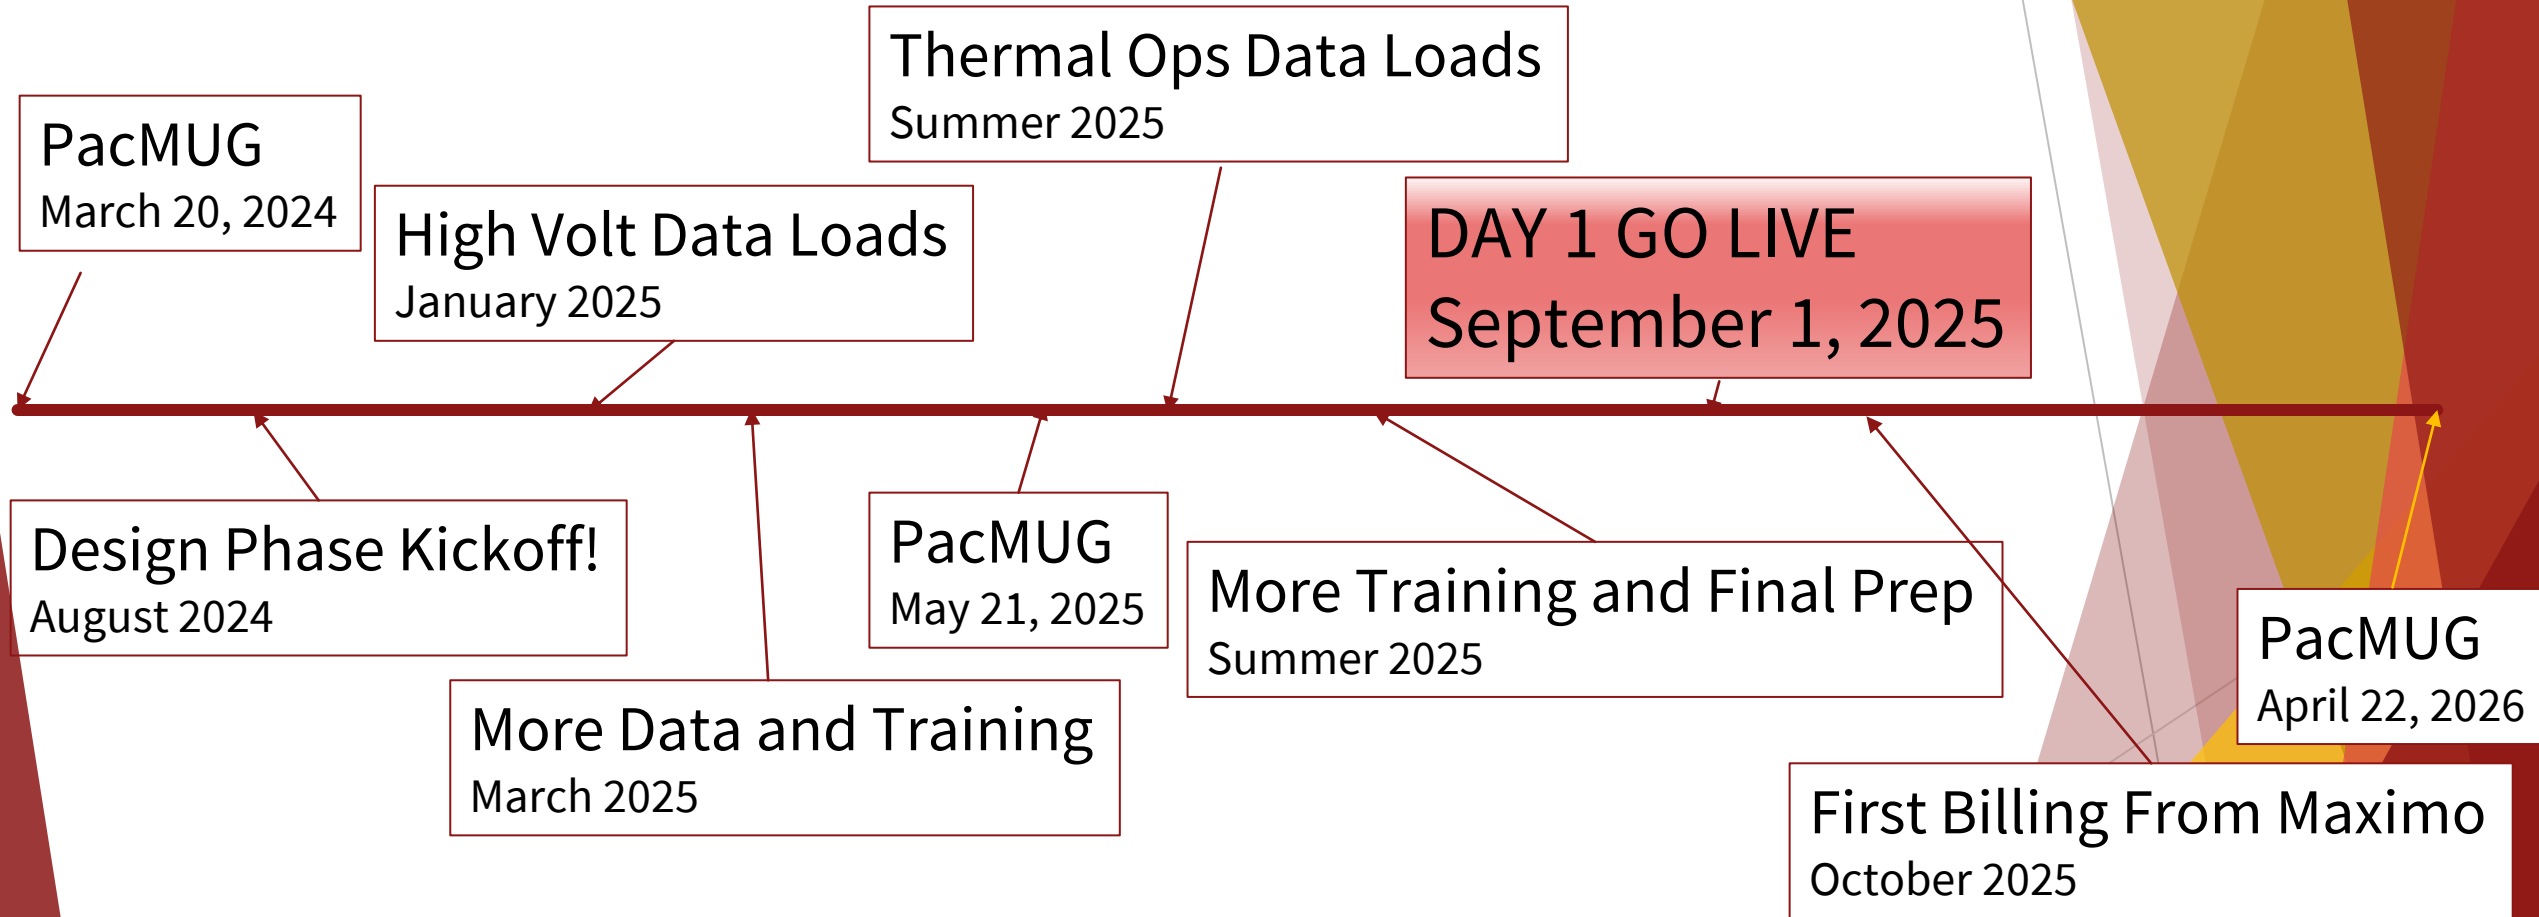 Thermal Ops Data Loads
Summer 2025
PacMUG
March 20, 2024
High Volt Data Loads
January 2025
DAY 1 GO LIVE
September 1, 2025
Design Phase Kickoff!
August 2024
PacMUG
May 21, 2025
More Training and Final Prep
Summer 2025
PacMUG
April 22, 2026
More Data and Training
March 2025
First Billing From Maximo
October 2025